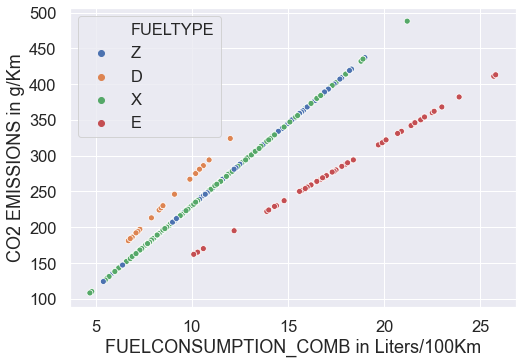 500
450
400
350
300
250
200
150
100
CO2 EMISSIONS in g/Km
FUELTYPE
Z
D
X
E
5
10
15
20
25
FUELCONSUMPTION_COMB in Liters/100Km